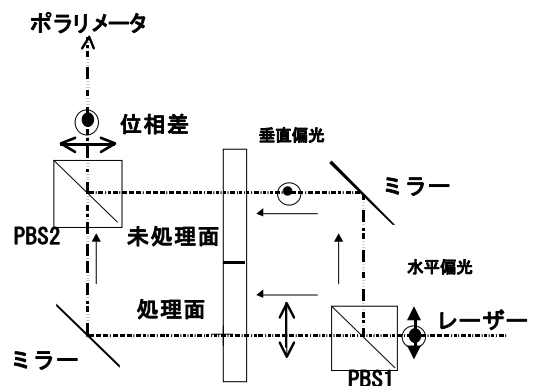 ポラリメータ
位相差
垂直偏光
ミラー
PBS2
未処理面
水平偏光
処理面
レーザー
ミラー
PBS1